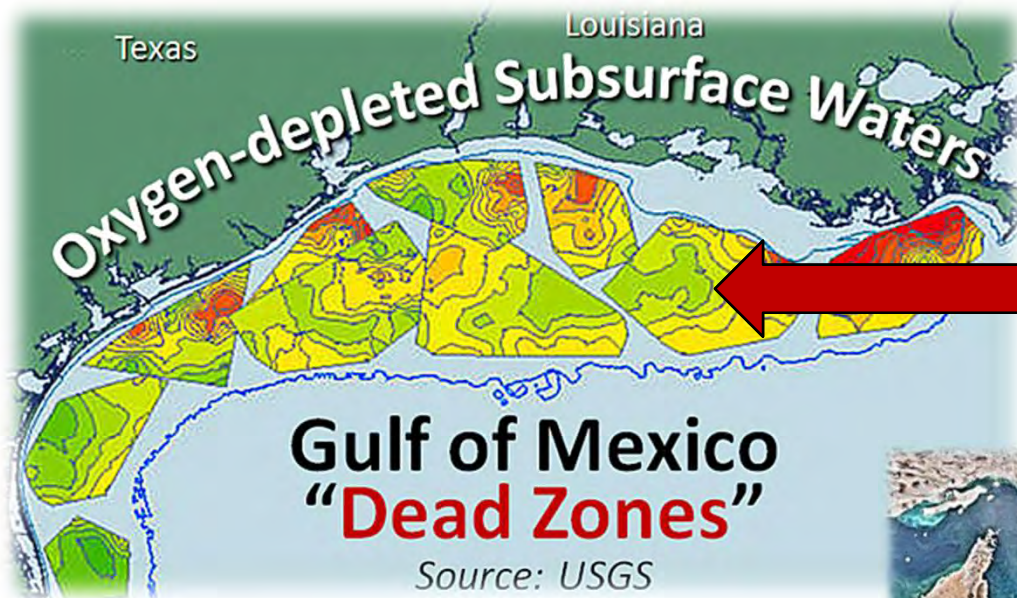 Texas
Louisiana
Oxygen-depleted Subsurface Waters
Gulf of Mexico
“Dead Zones”
Source: USGS